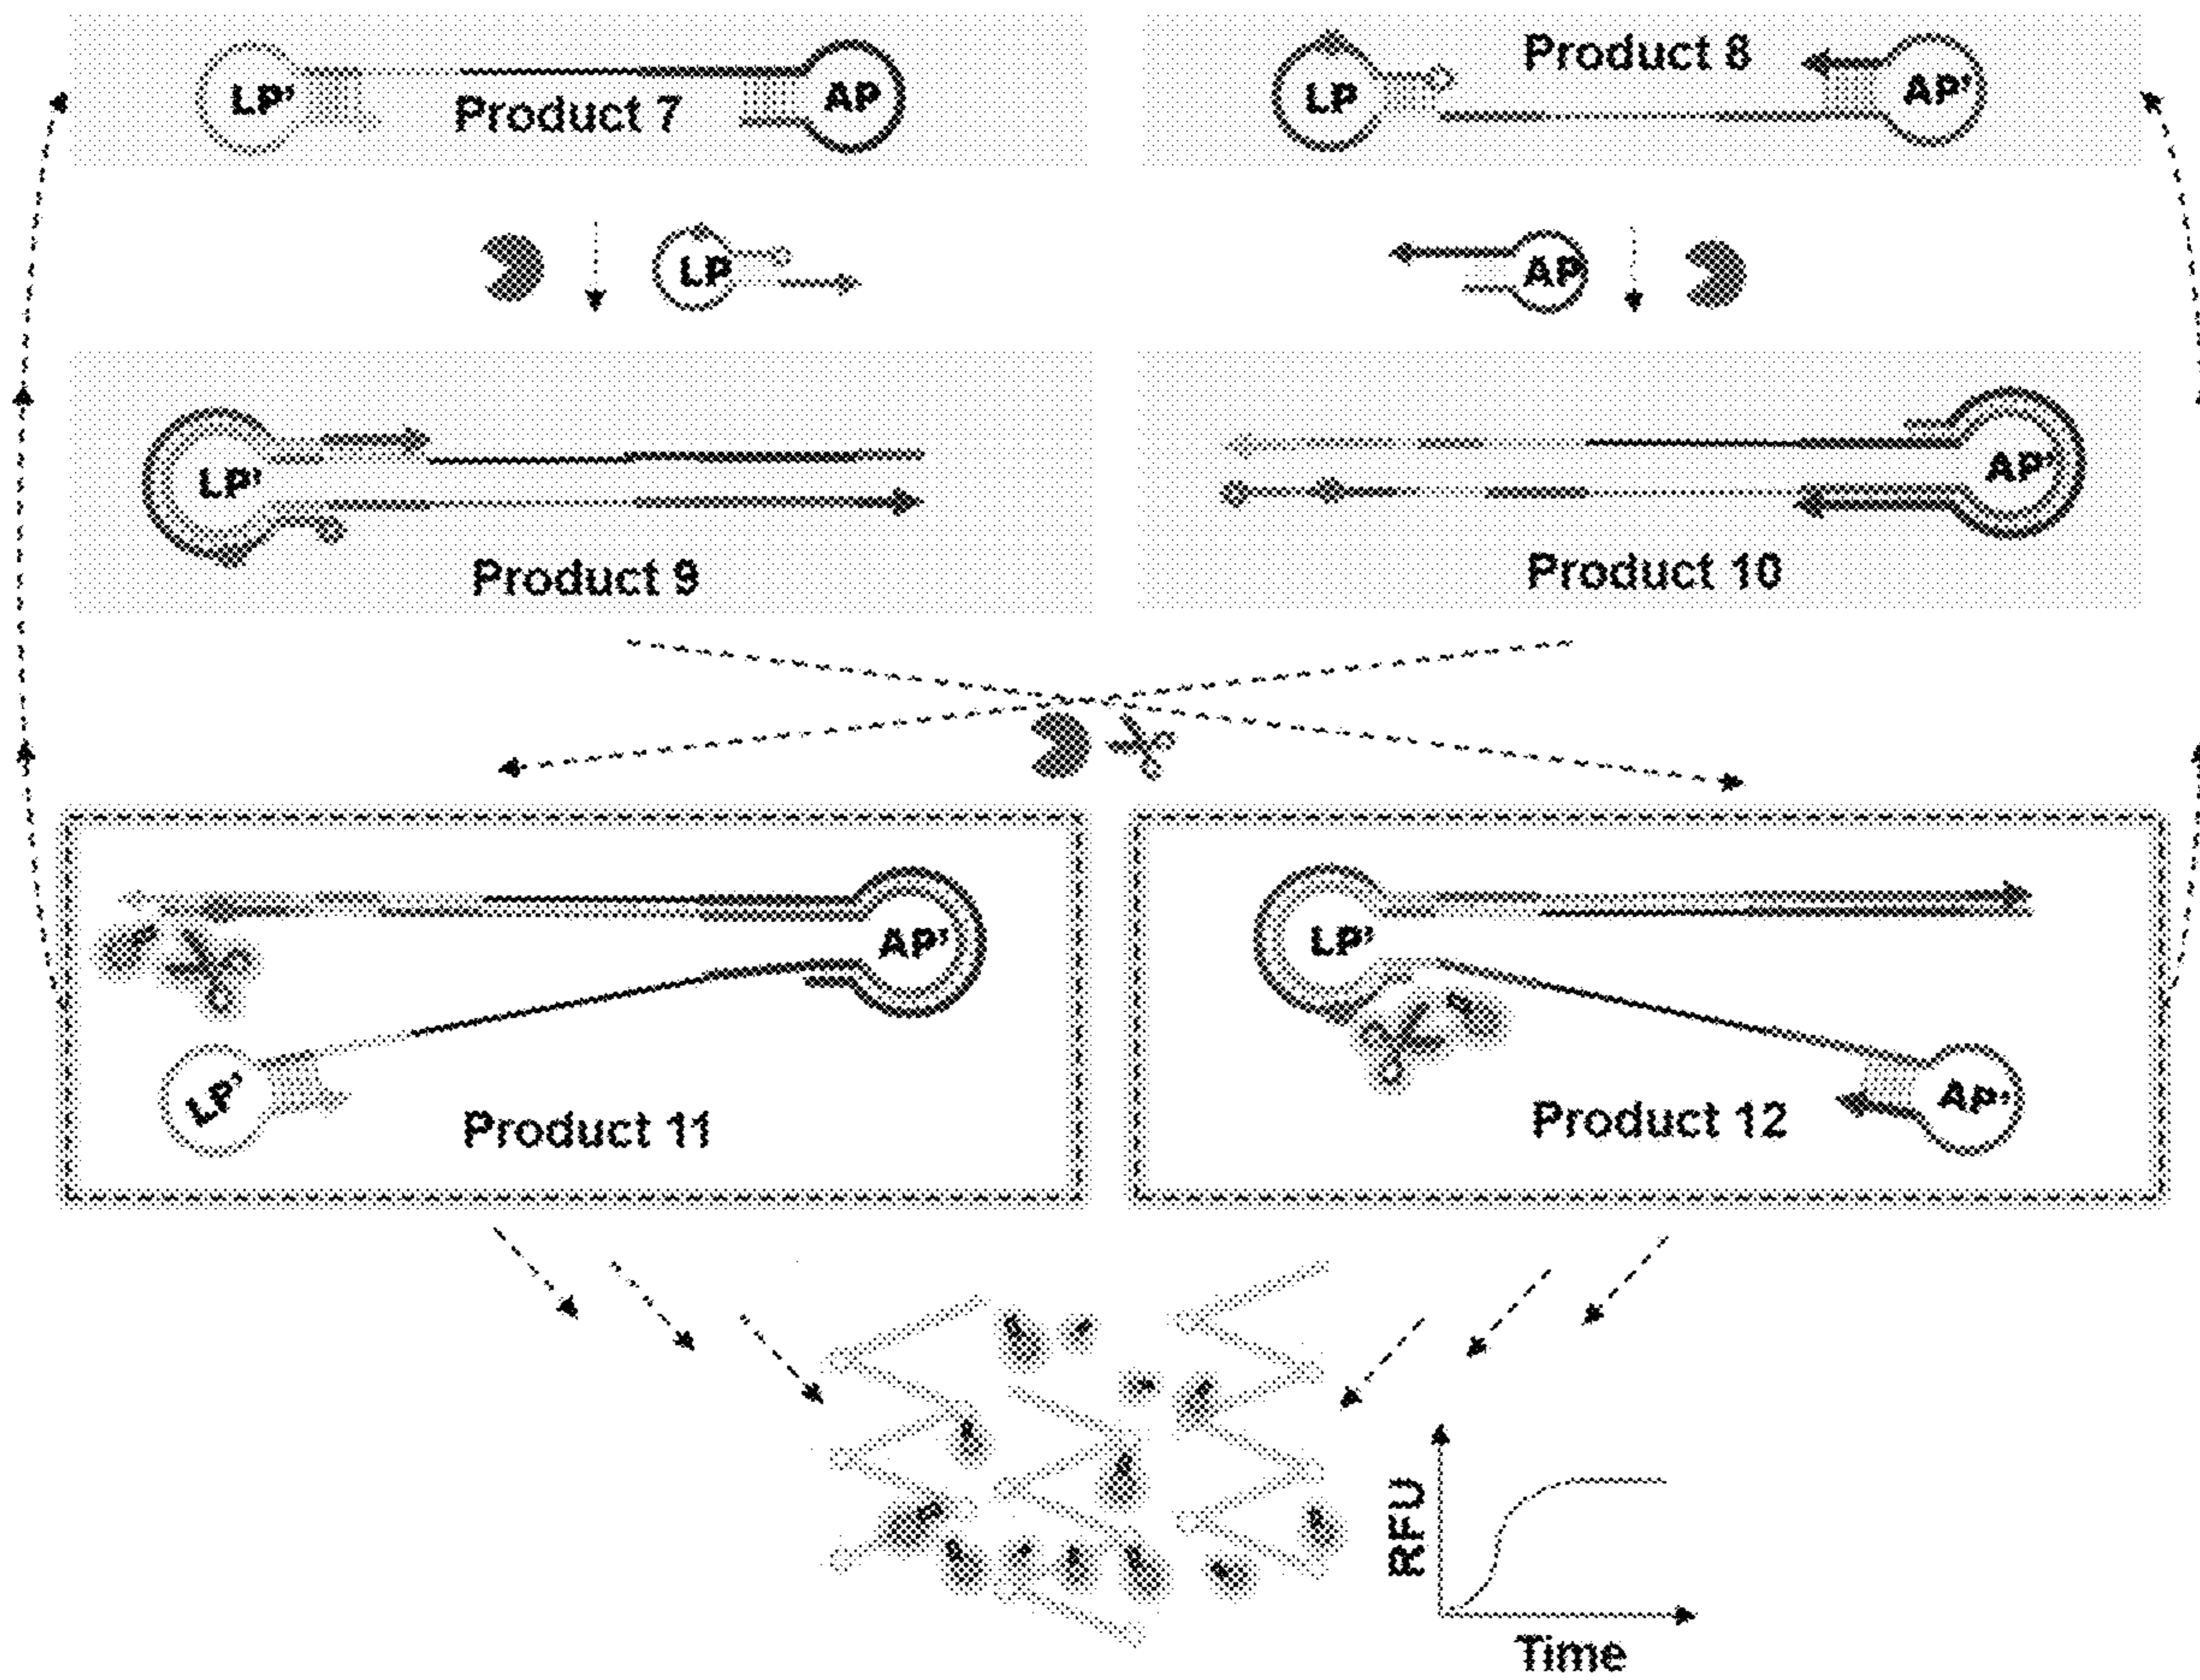 LP'
Product 7
AP
LP
Product 8
AP'
LP
AP
LP'
Product 9
AP'
Product 10
AP'
LP'
Product 11
LP'
AP'
Product 12
RFU
Time